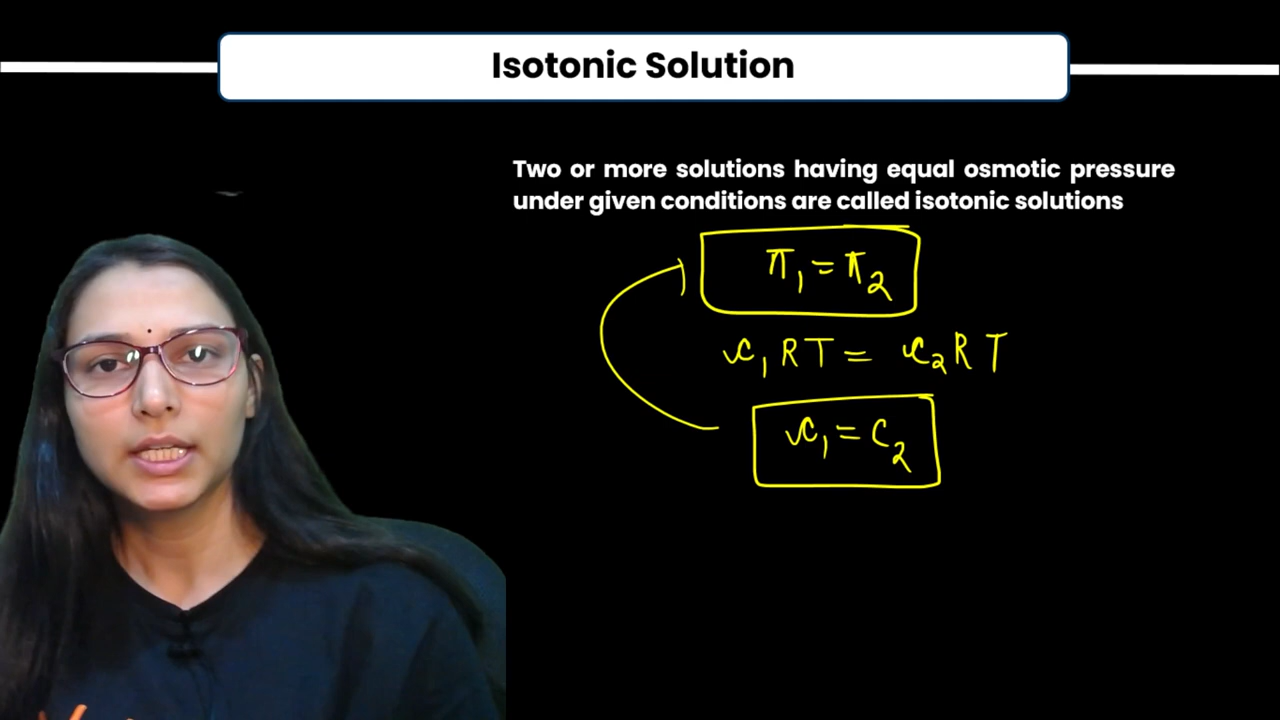 Isotonic Solution
Two or more solutions having equal osmotic pressure
under given conditions are called isotonic solutions
π₁ = π₂
C₁RT = C₂RT
C₁ = C₂